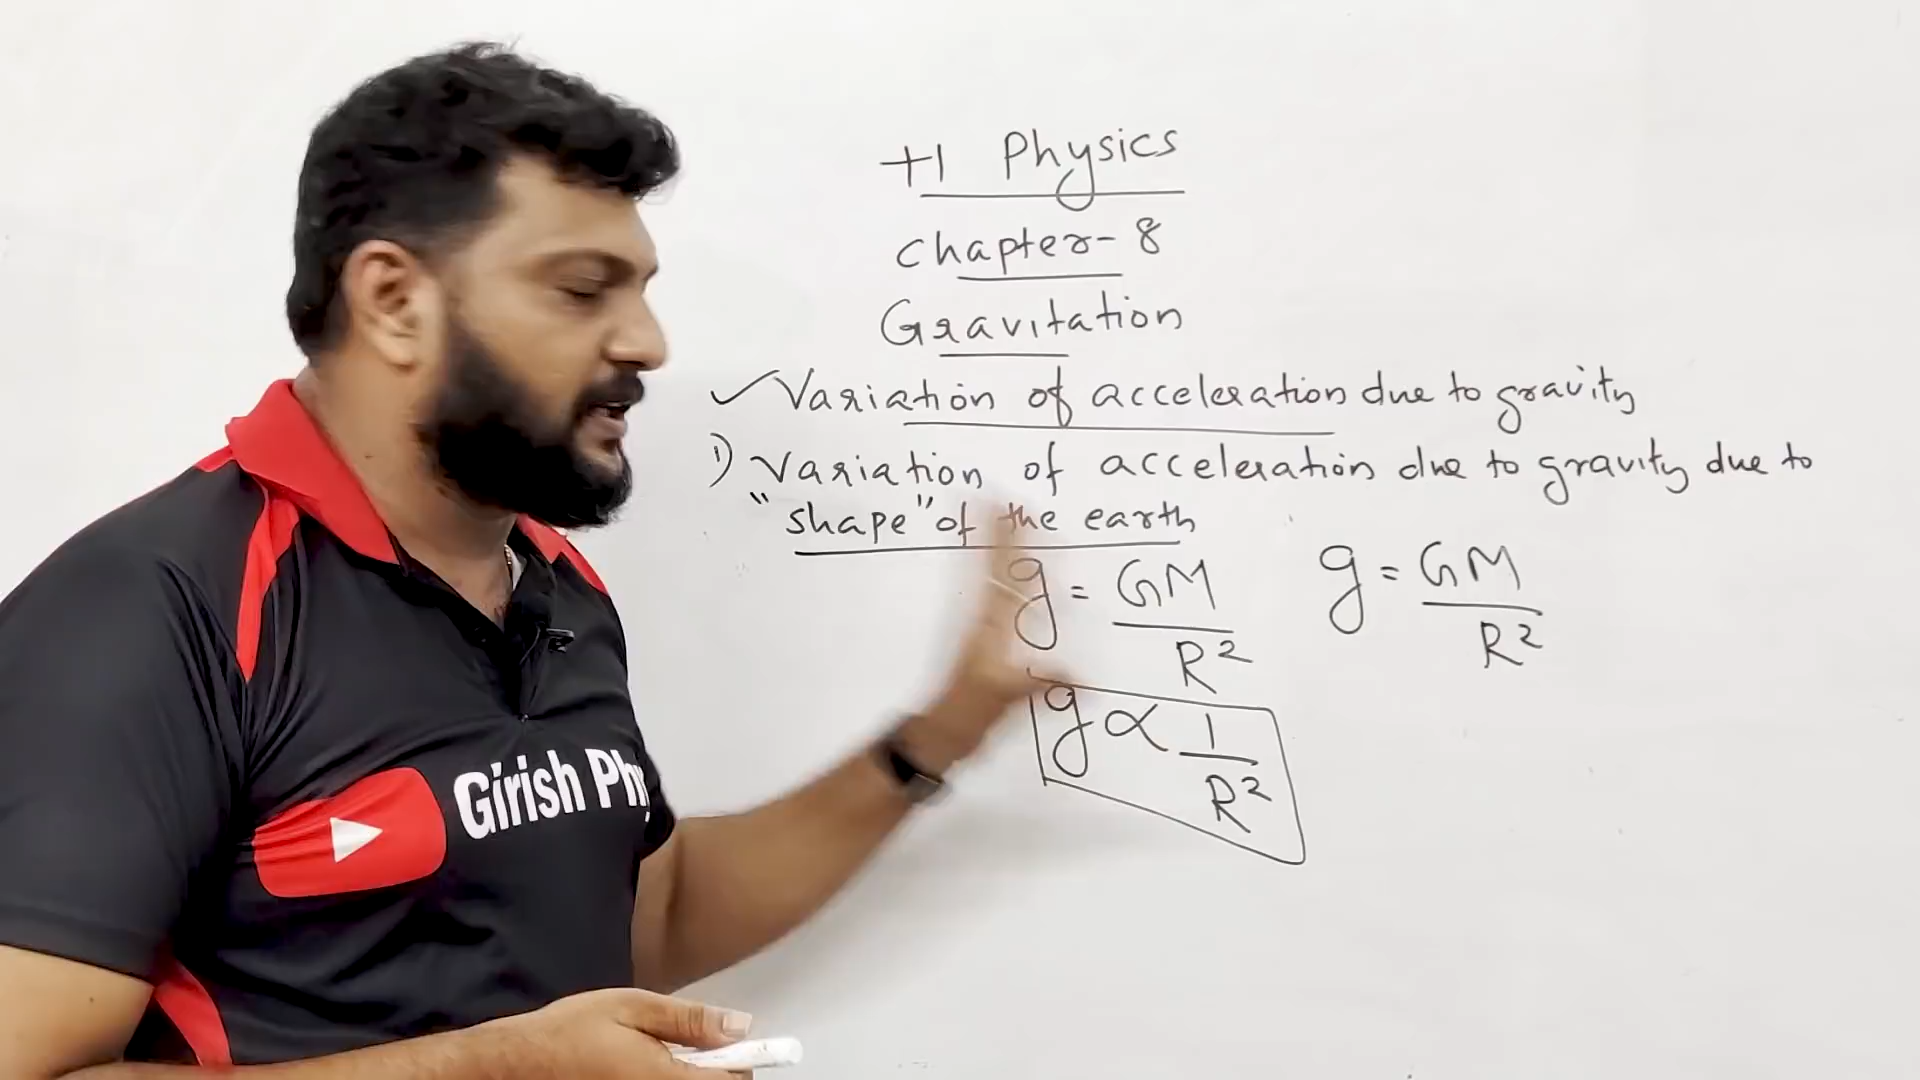 +1 Physics
Chapter-8
Gravitation
✓ Variation of acceleration due to gravity
1) Variation of acceleration due to gravity due to
"shape" of the earth
g = GM/R² g = GM/R²
g ∝ 1/R²
Girish Phy